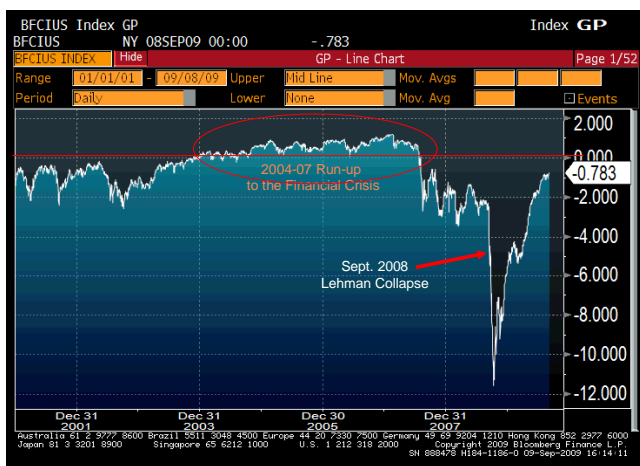 BFCIUS Index GP Index GP
BFCIUS NY 08SEP09 00:00 -.783
BFCIUS INDEX Hide GP - Line Chart Page 1/52
Range 01/01/01 - 09/08/09 Upper Mid Line Mov. Avgs
Period Daily Lower None Mov. Avg Events
2.000
0.000
-0.783
2004-07 Run-up
to the Financial Crisis
-2.000
-4.000
Sept. 2008
Lehman Collapse
-6.000
-8.000
-10.000
-12.000
Dec 31 Dec 31 Dec 31 Dec 31
2001 2003 2005 2007
Australia 61 2 9777 8600 Brazil 5511 3048 4500 Europe 44 20 7330 7500 Germany 49 69 9204 1210 Hong Kong 852 2977 6000
Japan 81 3 3201 8900 Singapore 65 6212 1000 U.S. 1 212 318 2000 Copyright 2009 Bloomberg Finance L.P.
SN 888478 H184-1186-0 09-Sep-2009 16:14:11